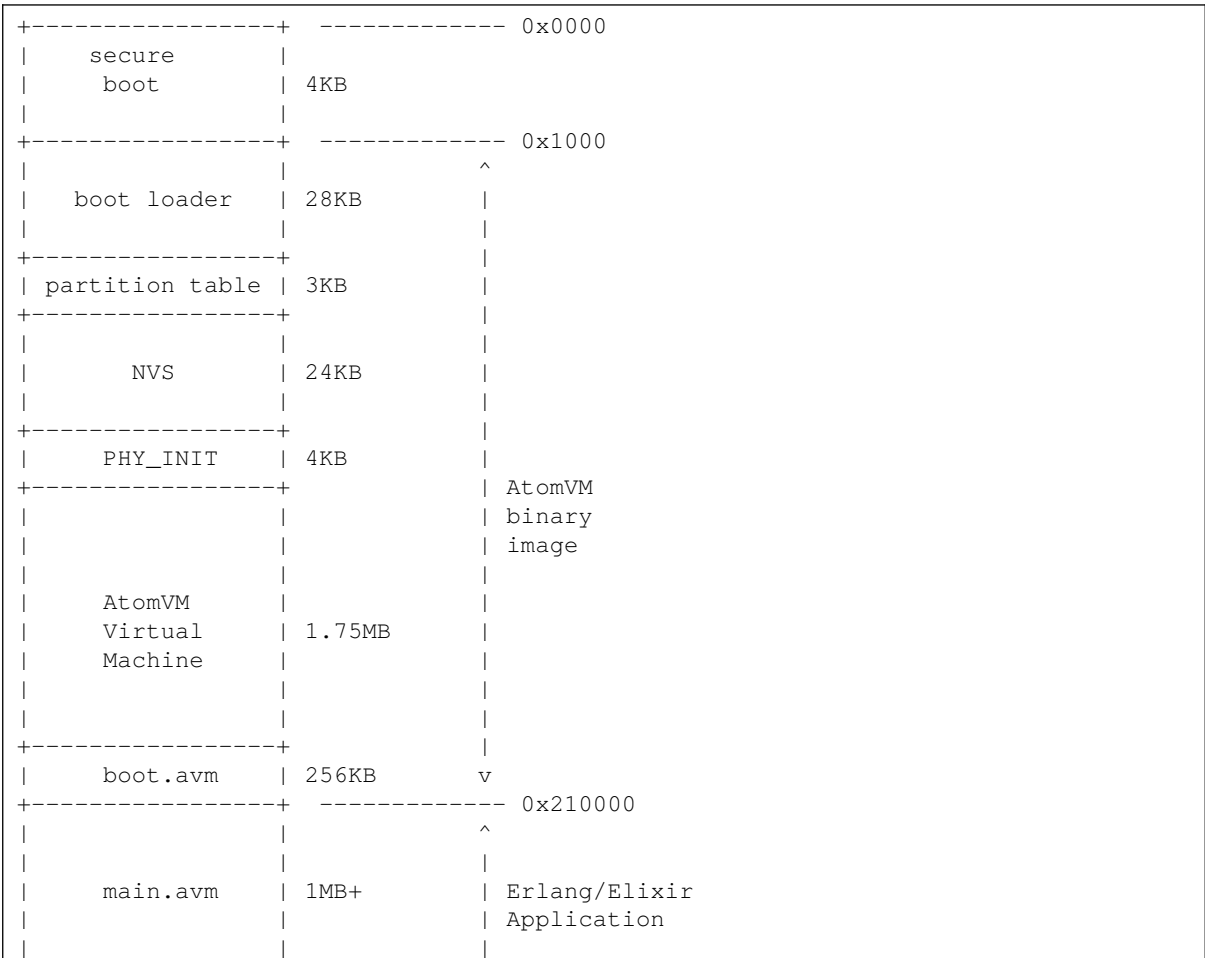 +-----------------+  ------------- 0x0000
|     secure      |
|      boot       | 4KB
|                 |
+-----------------+  ------------- 0x1000
|                 |             ^
|   boot loader   | 28KB        |
|                 |             |
+-----------------+             |
| partition table | 3KB         |
+-----------------+             |
|                 |             |
|       NVS       | 24KB        |
|                 |             |
+-----------------+             |
|     PHY_INIT    | 4KB         |
+-----------------+             | AtomVM
|                 |             | binary
|                 |             | image
|                 |             |
|     AtomVM      |             |
|     Virtual     | 1.75MB      |
|     Machine     |             |
|                 |             |
|                 |             |
+-----------------+             |
|     boot.avm    | 256KB       v
+-----------------+  ------------- 0x210000
|                 |             ^
|                 |             |
|     main.avm    | 1MB+        | Erlang/Elixir
|                 |             | Application
|                 |             |